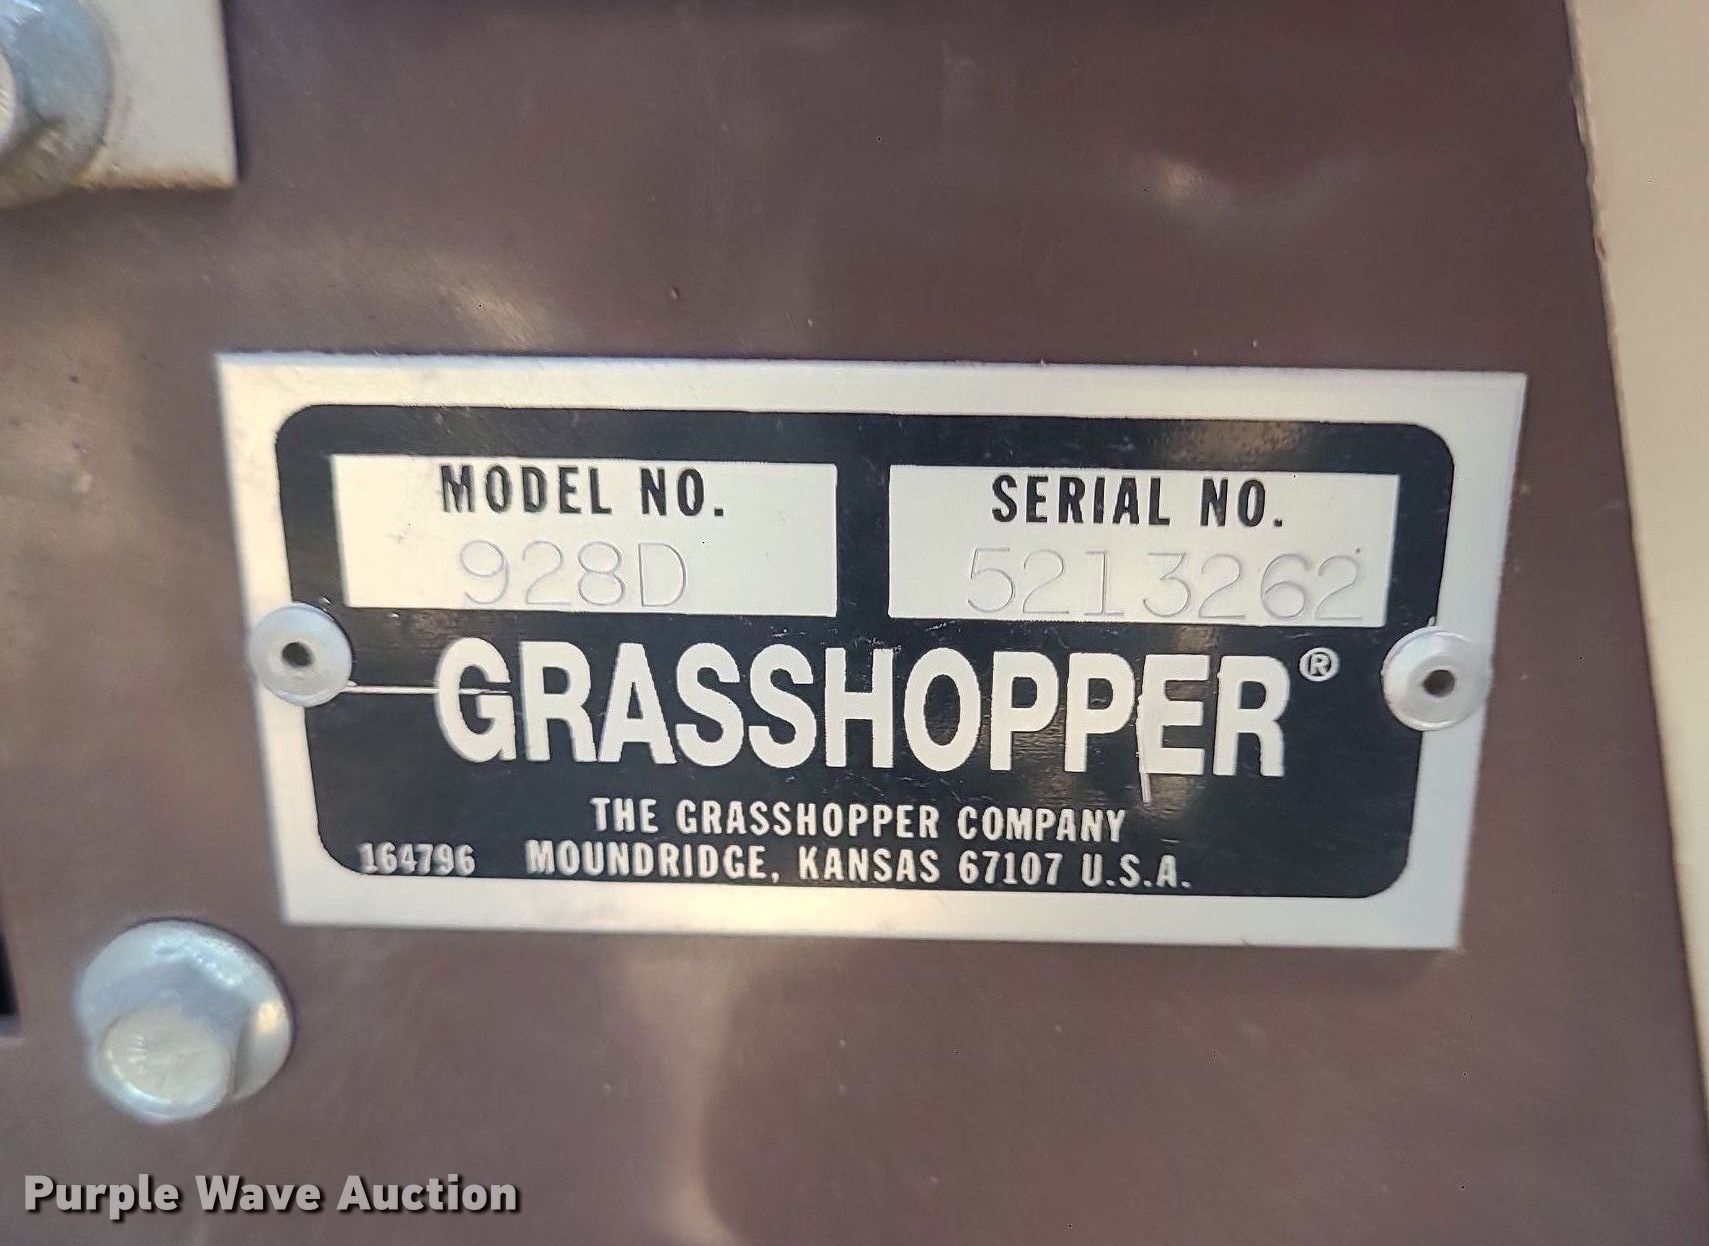 MODEL NO. SERIAL NO.
928D 5213262
GRASSHOPPER®
THE GRASSHOPPER COMPANY
164796 MOUNDRIDGE, KANSAS 67107 U.S.A.
Purple Wave Auction